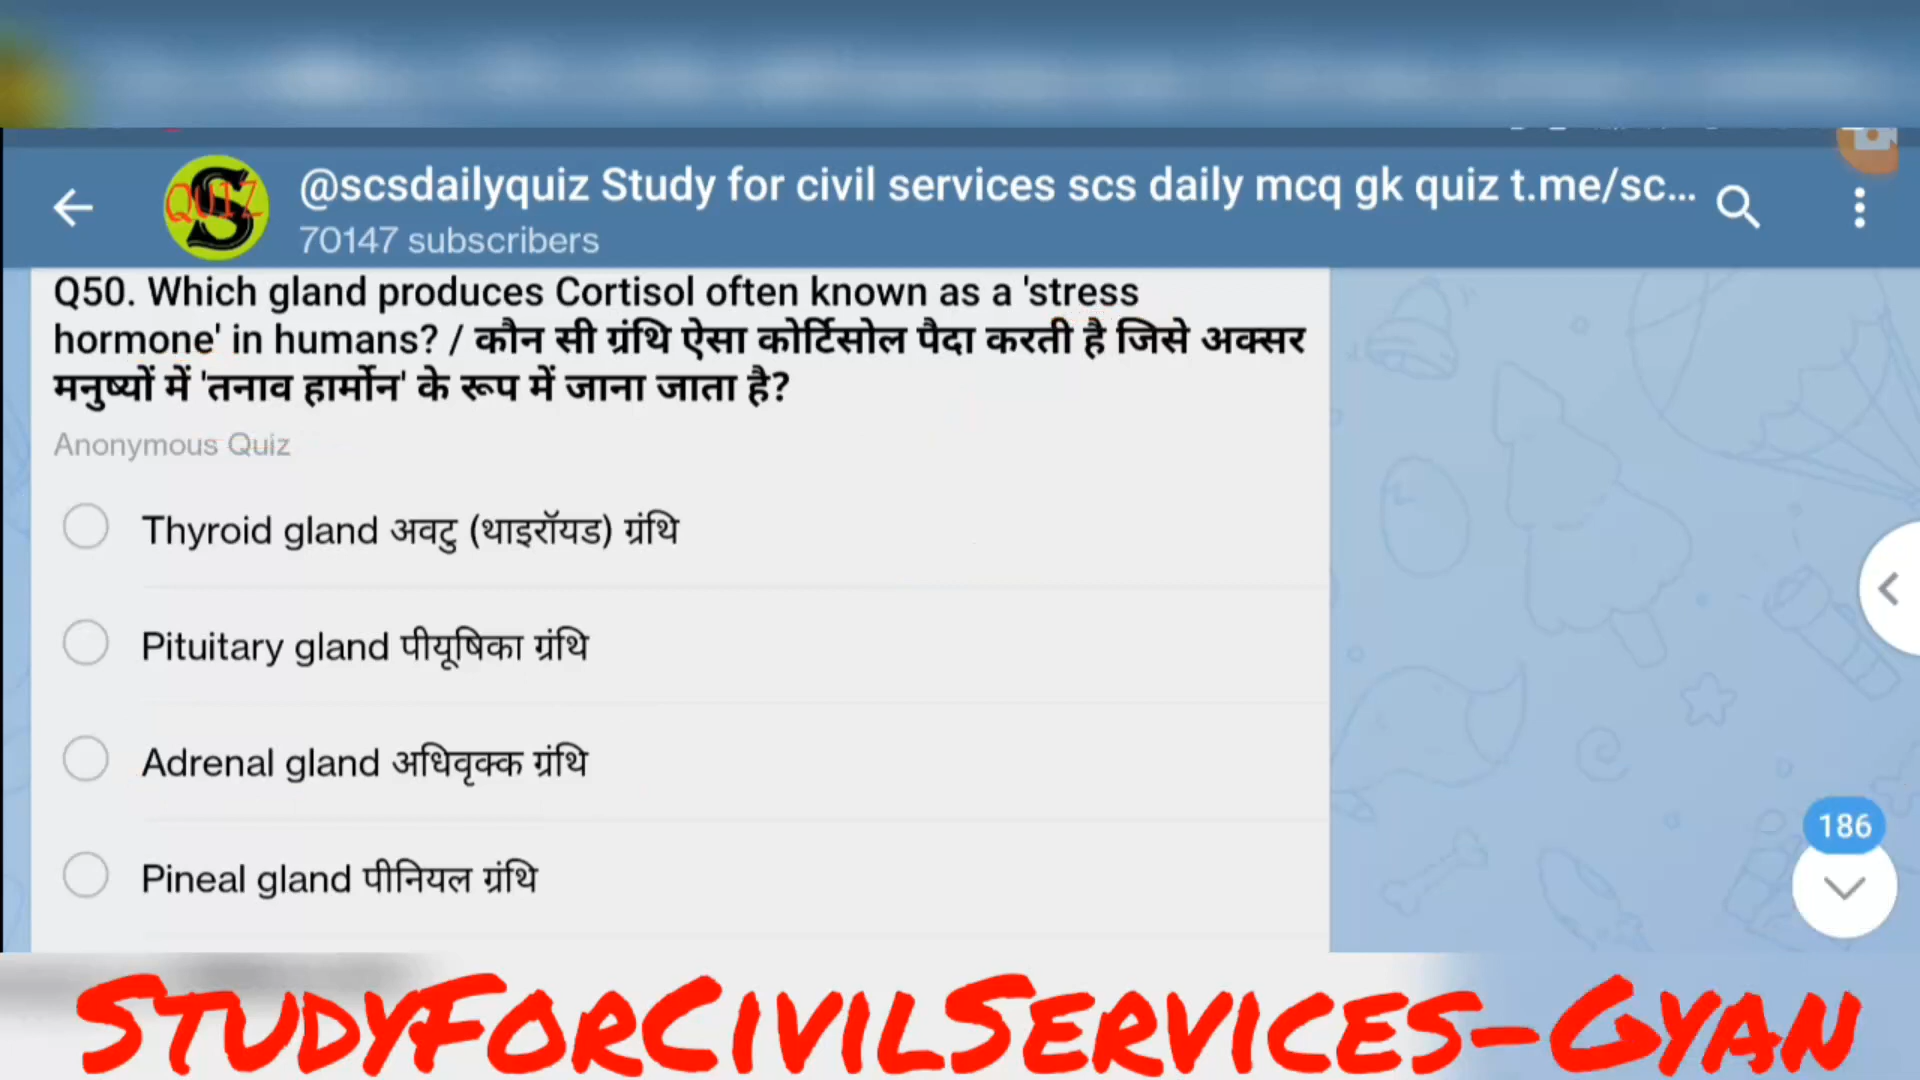 QUIZ
S
@scsdailyquiz Study for civil services scs daily mcq gk quiz t.me/sc...
70147 subscribers
Q50. Which gland produces Cortisol often known as a 'stress
hormone' in humans? / कौन सी ग्रंथि ऐसा कोर्टिसोल पैदा करती है जिसे अक्सर
मनुष्यों में 'तनाव हार्मोन' के रूप में जाना जाता है?
Anonymous Quiz
Thyroid gland अवटु (थाइरॉयड) ग्रंथि
Pituitary gland पीयूषिका ग्रंथि
Adrenal gland अधिवृक्क ग्रंथि
Pineal gland पीनियल ग्रंथि
186
StudyForCivilServices-Gyan